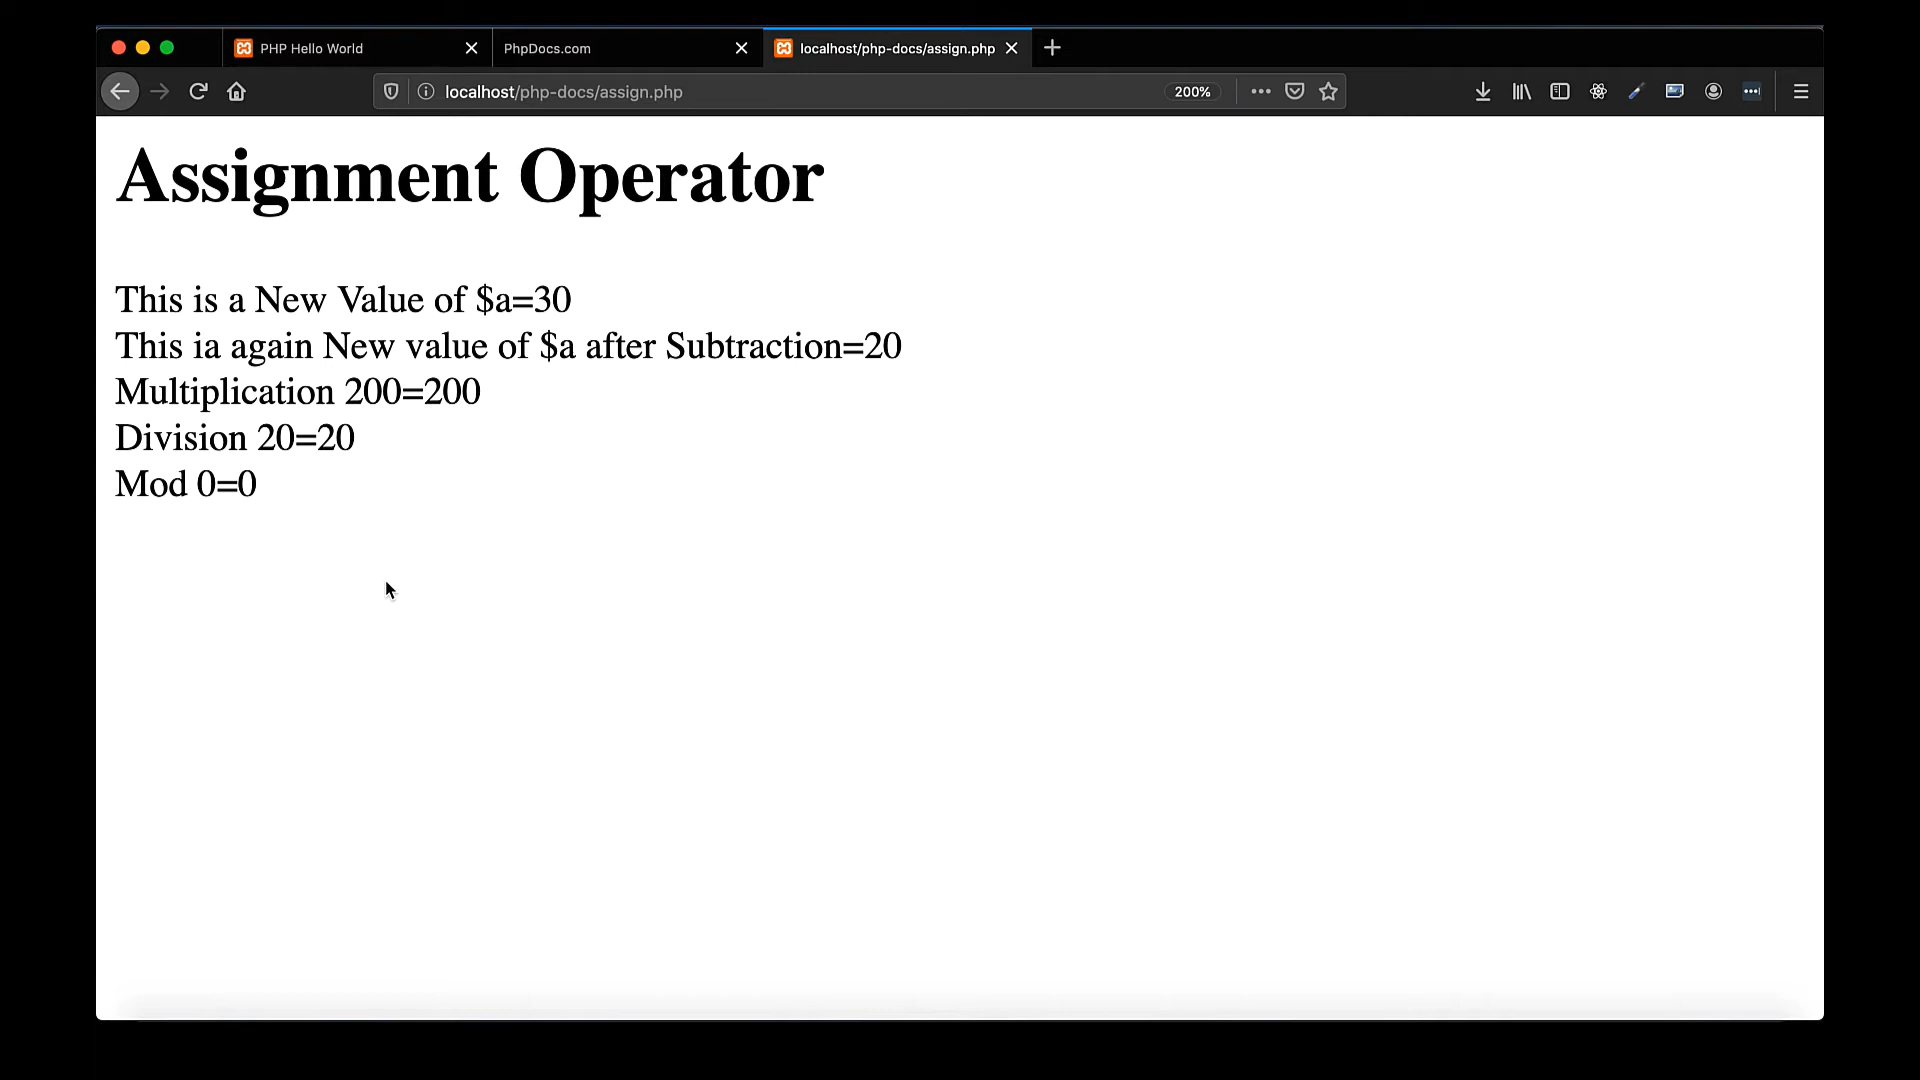 PHP Hello World
PhpDocs.com
localhost/php-docs/assign.php
localhost/php-docs/assign.php
200%
Assignment Operator
This is a New Value of $a=30
This ia again New value of $a after Subtraction=20
Multiplication 200=200
Division 20=20
Mod 0=0